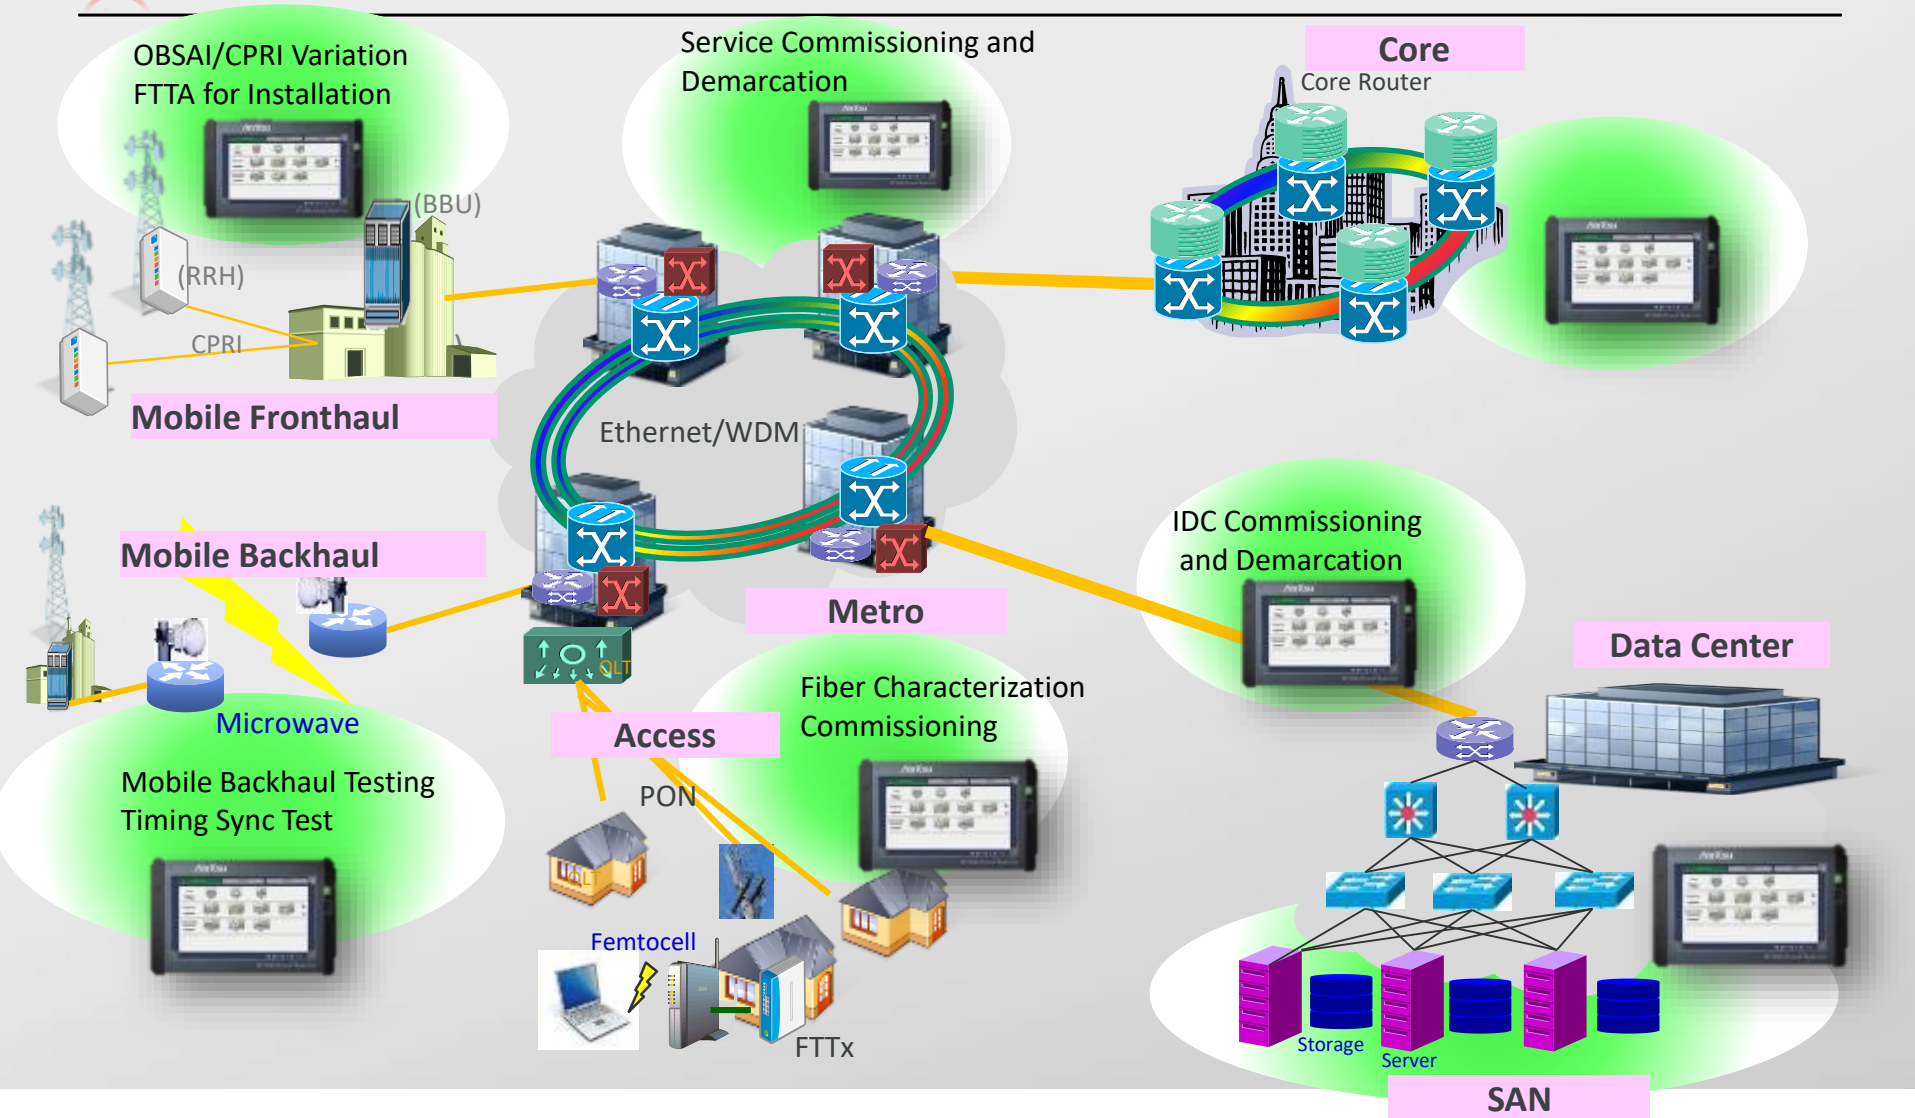 OBSAI/CPRI Variation
FTTA for Installation
Service Commissioning and
Demarcation
Core
Core Router
(BBU)
(RRH)
CPRI
Mobile Fronthaul
Ethernet/WDM
Mobile Backhaul
IDC Commissioning
and Demarcation
Metro
Data Center
OLT
Microwave
Fiber Characterization
Commissioning
Access
PON
Mobile Backhaul Testing
Timing Sync Test
Femtocell
FTTx
Storage
Server
SAN